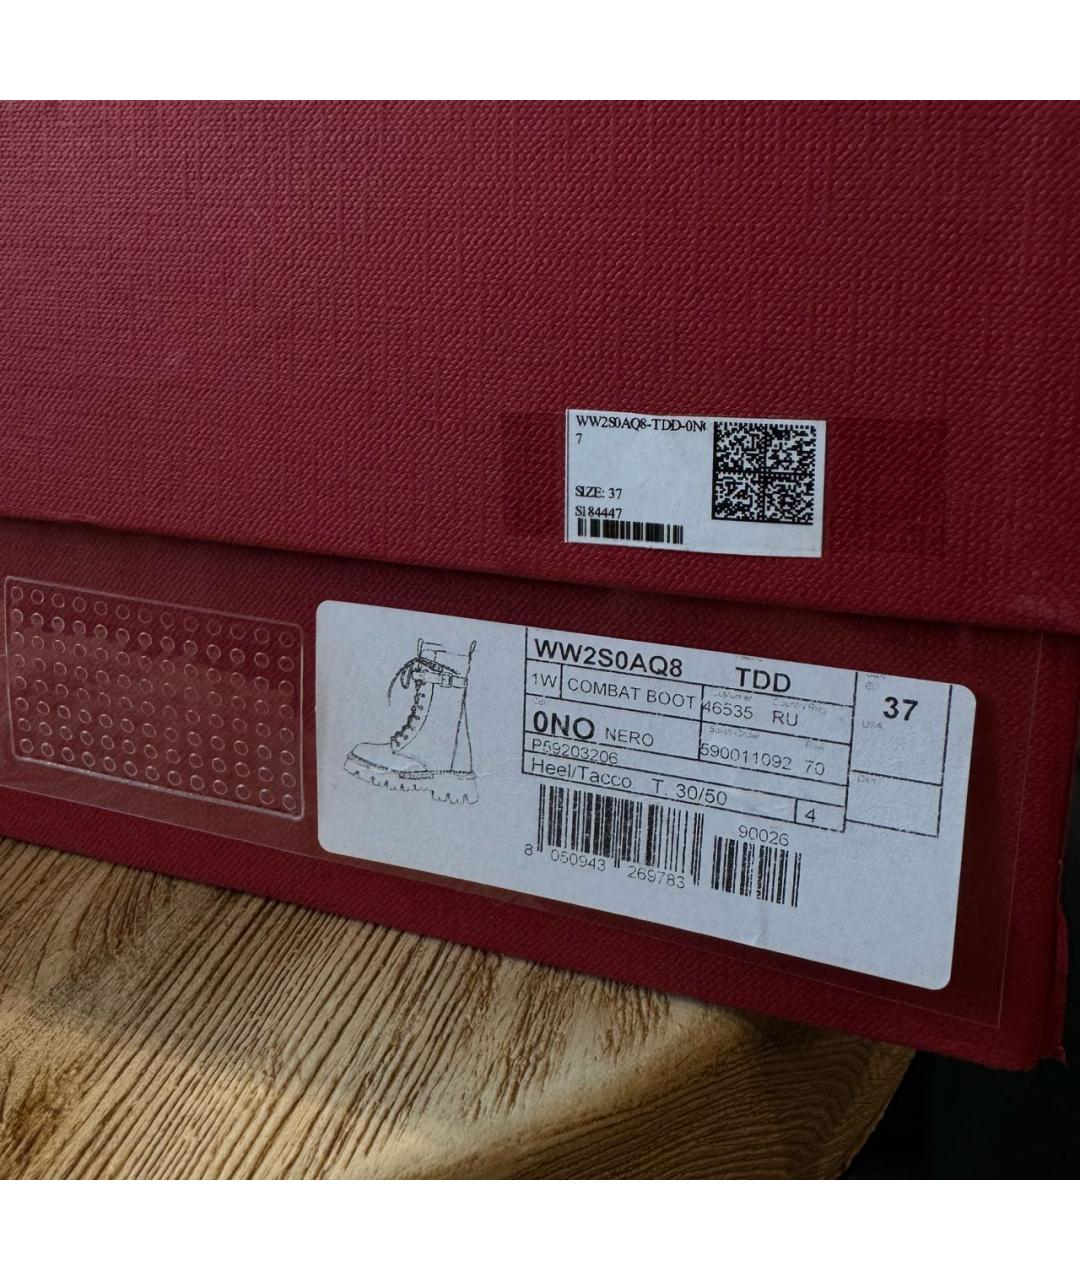 WW2S0AQ8-TDD-0N
7
SIZE: 37
S184447
WW2S0AQ8 TDD 37
1W COMBAT BOOT 46535 RU
USA
0NO NERO 590011092 70
P59203206
Heel/Tacco T. 30/50 4
90026
8 050943 269783